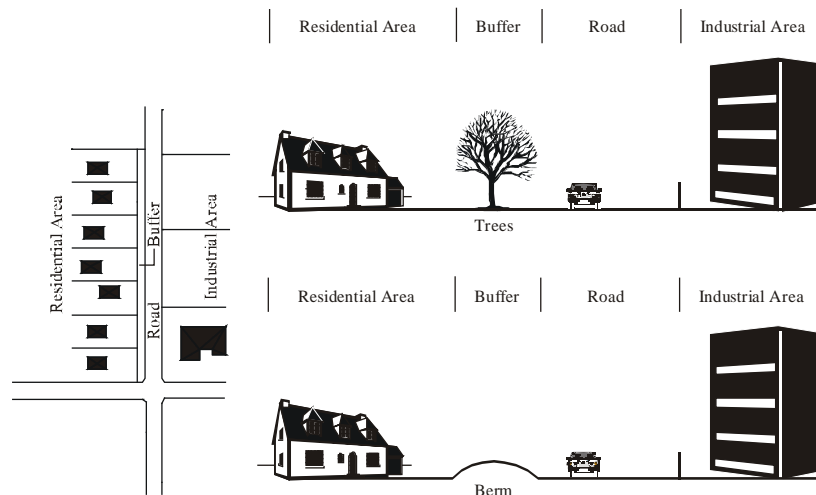 Residential Area Buffer Road Industrial Area
Trees
Residential Area
Buffer
Road
Industrial Area
Residential Area Buffer Road Industrial Area
Berm